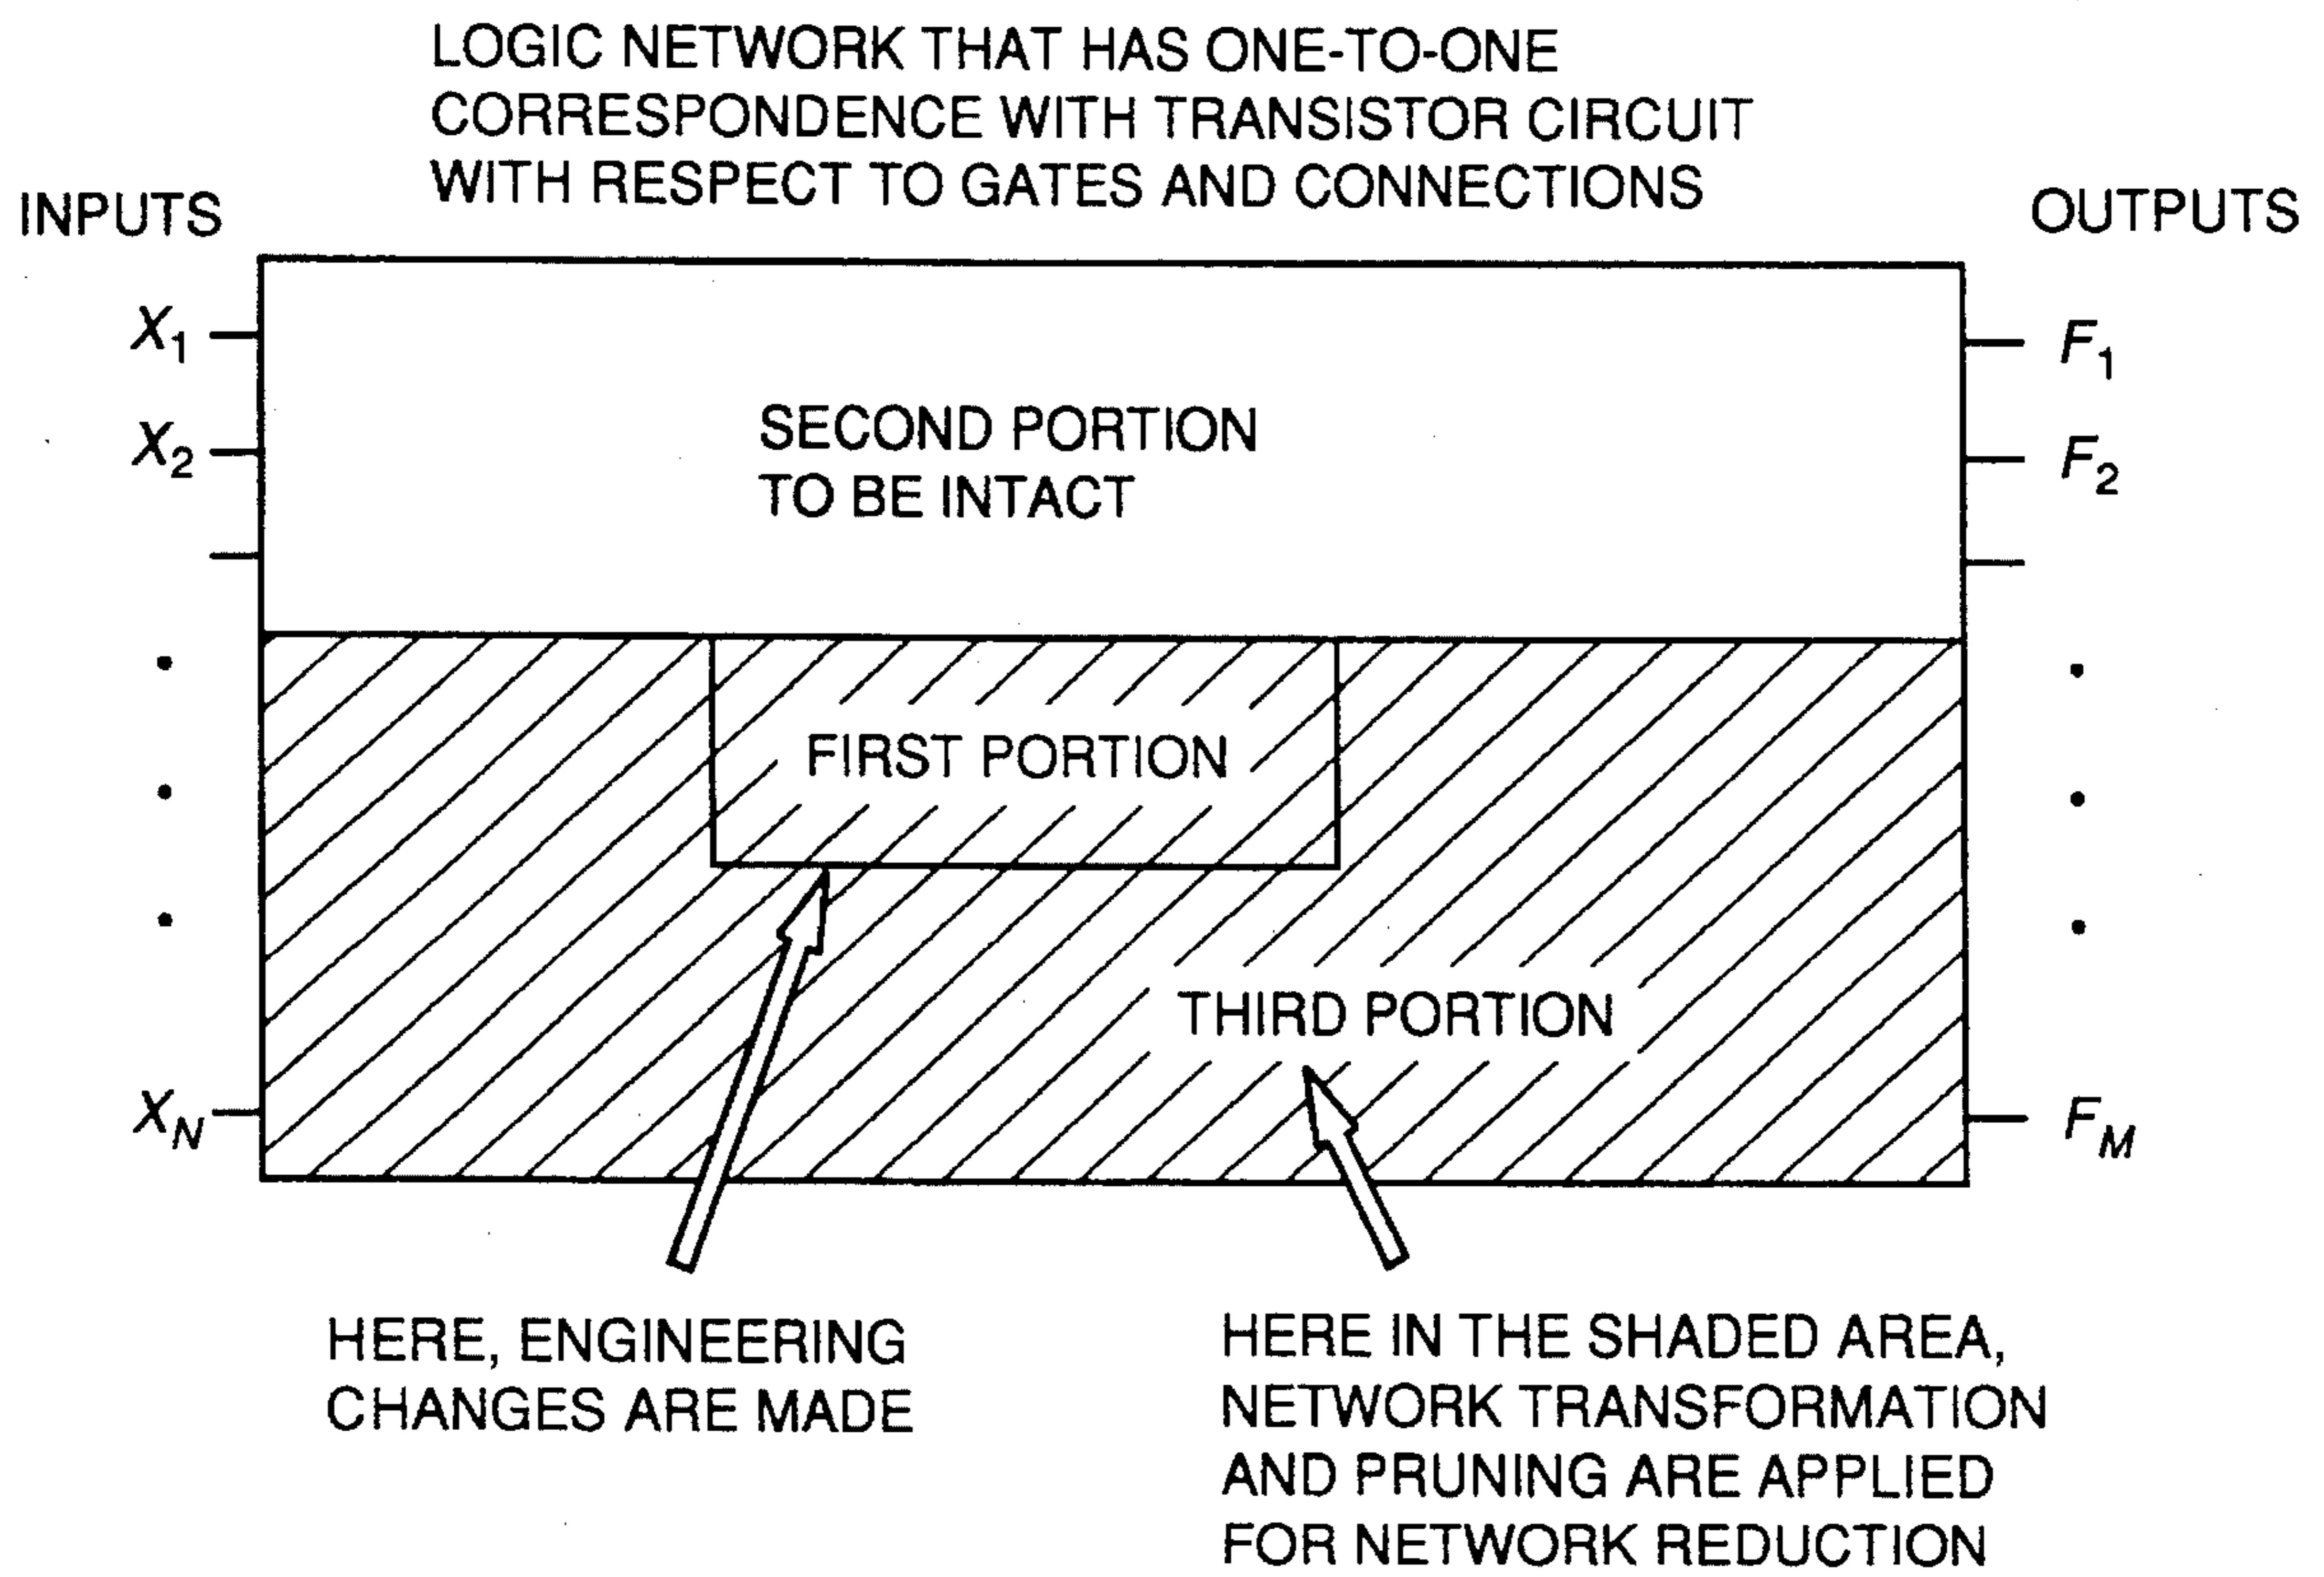 LOGIC NETWORK THAT HAS ONE-TO-ONE
CORRESPONDENCE WITH TRANSISTOR CIRCUIT
WITH RESPECT TO GATES AND CONNECTIONS
INPUTS
OUTPUTS
X1
F1
SECOND PORTION
TO BE INTACT
X2
F2
FIRST PORTION
THIRD PORTION
XN
FM
HERE, ENGINEERING
CHANGES ARE MADE
HERE IN THE SHADED AREA,
NETWORK TRANSFORMATION
AND PRUNING ARE APPLIED
FOR NETWORK REDUCTION